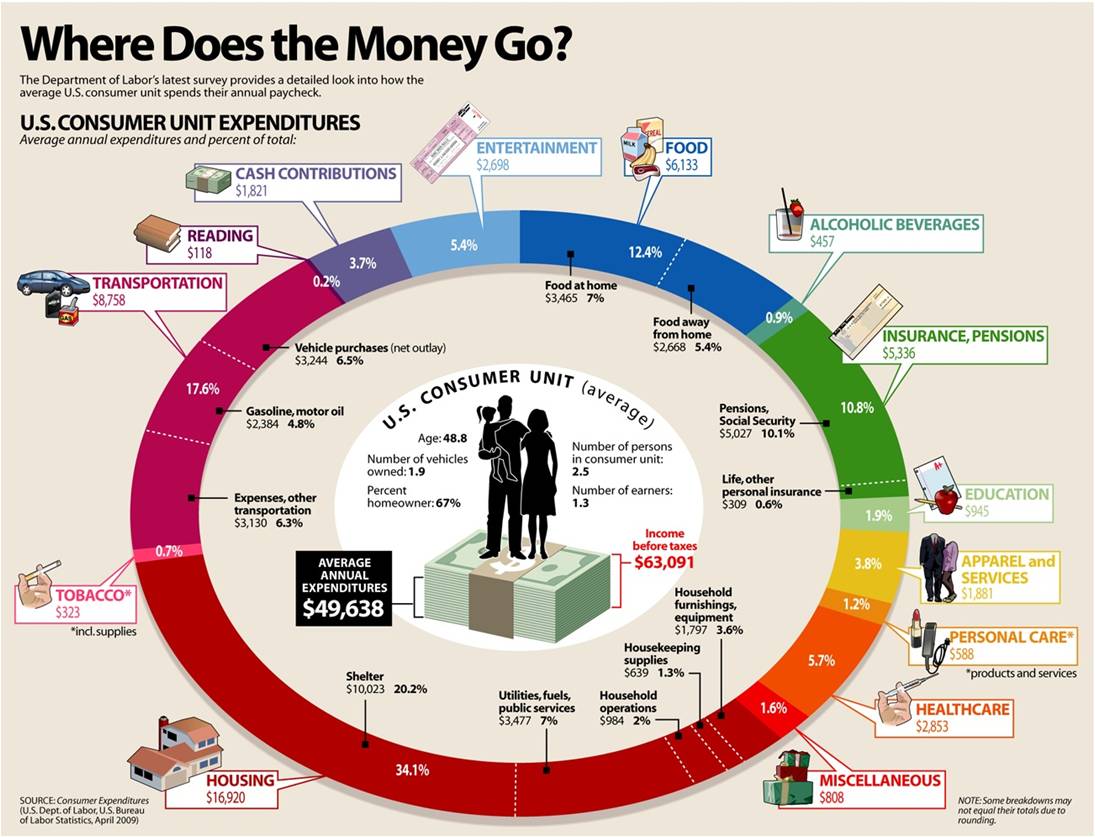 Where Does the Money Go?
The Department of Labor's latest survey provides a detailed look into how the
average U.S. consumer unit spends their annual paycheck.
U.S. CONSUMER UNIT EXPENDITURES
Average annual expenditures and percent of total:
CASH CONTRIBUTIONS
$1,821
ENTERTAINMENT
$2,698
MILK
CEREAL
FOOD
$6,133
READING
$118
ALCOHOLIC BEVERAGES
$457
TRANSPORTATION
$8,758
GAS
INSURANCE, PENSIONS
$5,336
5.4%
12.4%
3.7%
0.2%
0.9%
17.6%
10.8%
0.7%
1.9%
3.8%
1.2%
5.7%
1.6%
34.1%
Food at home
$3,465 7%
Food away
from home
$2,668 5.4%
Vehicle purchases (net outlay)
$3,244 6.5%
Gasoline, motor oil
$2,384 4.8%
Expenses, other
transportation
$3,130 6.3%
Pensions,
Social Security
$5,027 10.1%
Life, other
personal insurance
$309 0.6%
U.S. CONSUMER UNIT (average)
Age: 48.8
Number of vehicles
owned: 1.9
Percent
homeowner: 67%
Number of persons
in consumer unit:
2.5
Number of earners:
1.3
AVERAGE
ANNUAL
EXPENDITURES
$49,638
Income
before taxes
$63,091
A+
EDUCATION
$945
APPAREL and
SERVICES
$1,881
PERSONAL CARE*
$588
*products and services
HEALTHCARE
$2,853
MISCELLANEOUS
$808
TOBACCO*
$323
*incl. supplies
Household
furnishings,
equipment
$1,797 3.6%
Housekeeping
supplies
$639 1.3%
Household
operations
$984 2%
Utilities, fuels,
public services
$3,477 7%
Shelter
$10,023 20.2%
HOUSING
$16,920
SOURCE: Consumer Expenditures
(U.S. Dept. of Labor, U.S. Bureau
of Labor Statistics, April 2009)
NOTE: Some breakdowns may
not equal their totals due to
rounding.